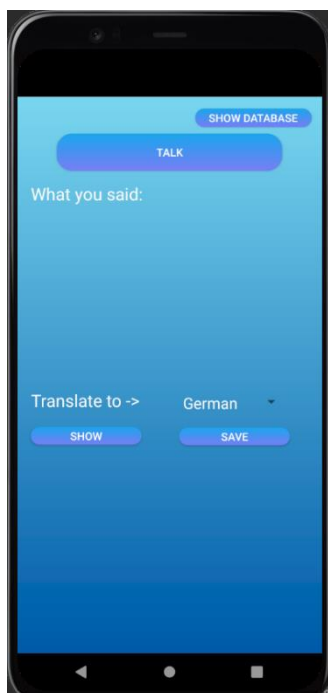 SHOW DATABASE
TALK
What you said:
Translate to -> German
SHOW SAVE